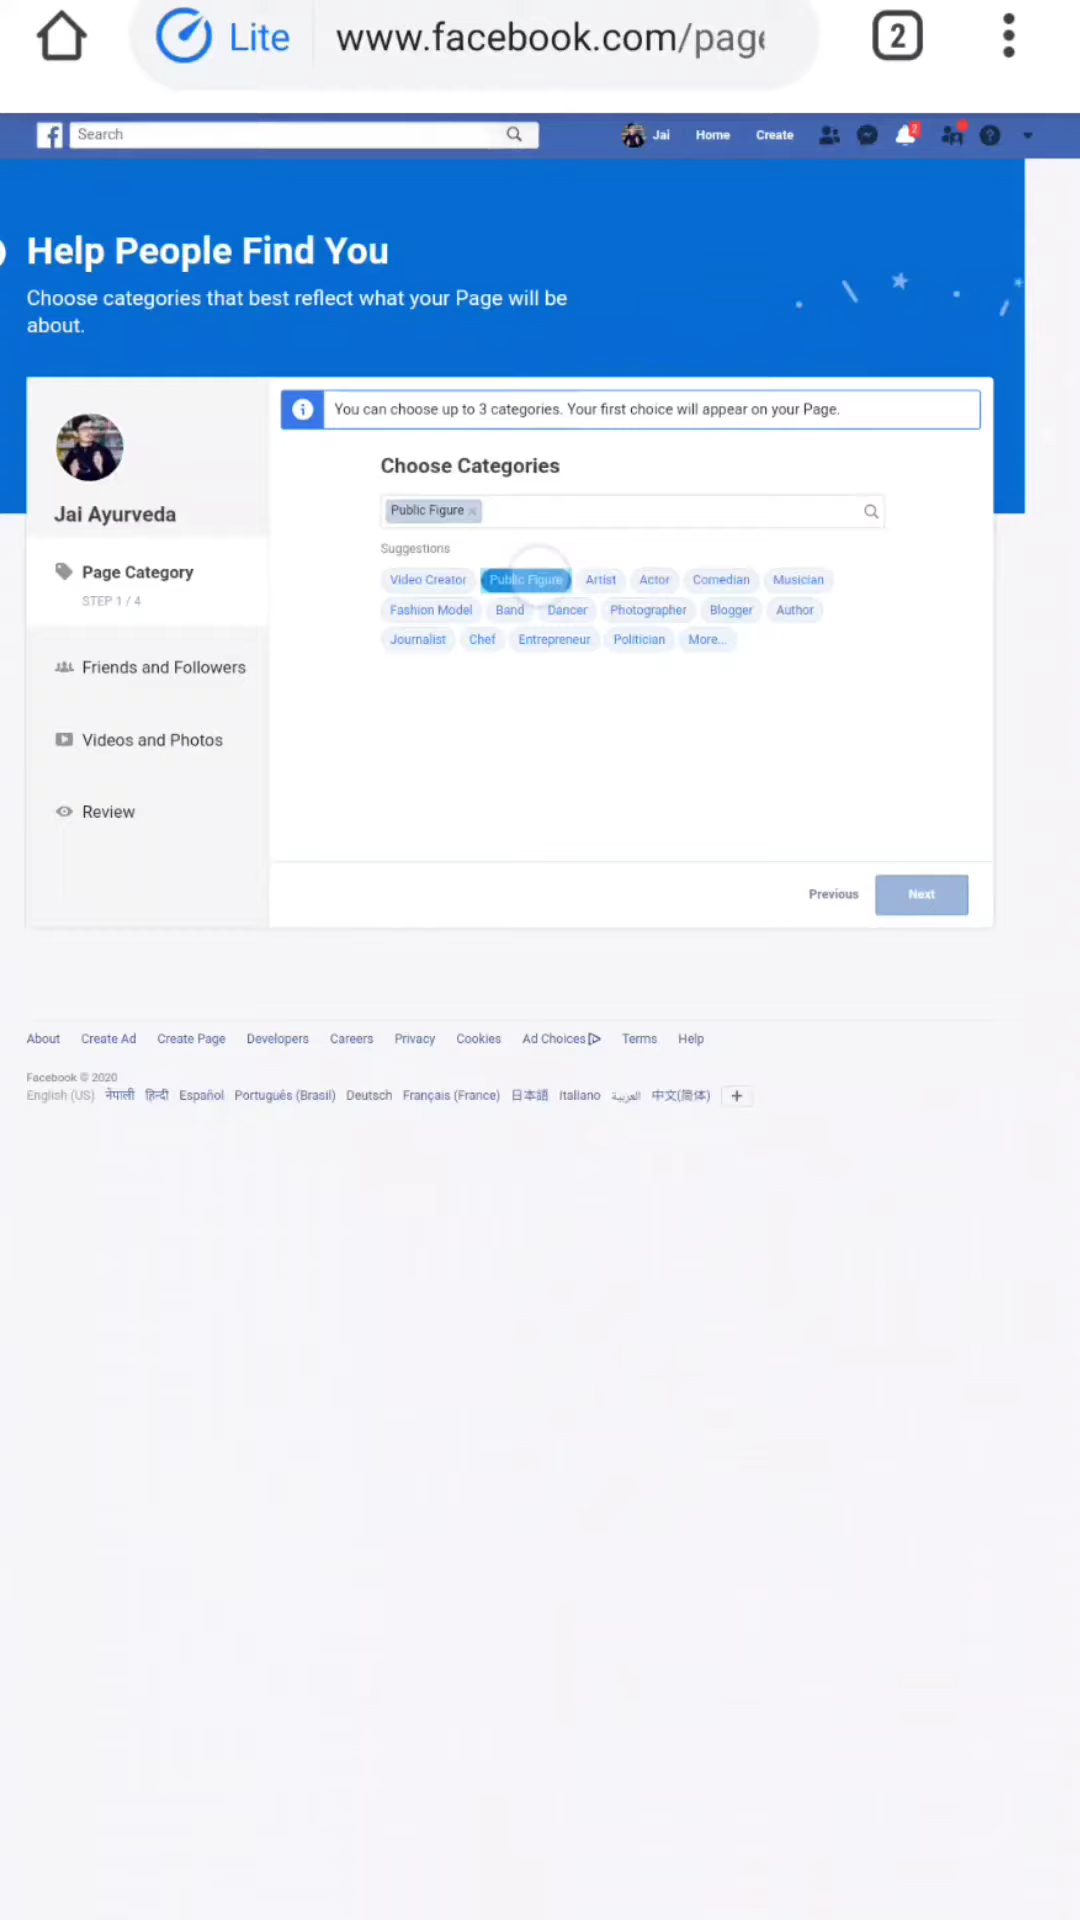 Lite www.facebook.com/page 2
Search Jai Home Create 2
Help People Find You
Choose categories that best reflect what your Page will be
about.
You can choose up to 3 categories. Your first choice will appear on your Page.
Jai Ayurveda
Page Category
STEP 1 / 4
Friends and Followers
Videos and Photos
Review
Choose Categories
Public Figure ×
Suggestions
Video Creator Public Figure Artist Actor Comedian Musician
Fashion Model Band Dancer Photographer Blogger Author
Journalist Chef Entrepreneur Politician More...
Previous Next
About Create Ad Create Page Developers Careers Privacy Cookies Ad Choices Terms Help
Facebook © 2020
English (US) नेपाली हिन्दी Español Português (Brasil) Deutsch Français (France) 日本語 Italiano العربية 中文(简体) +